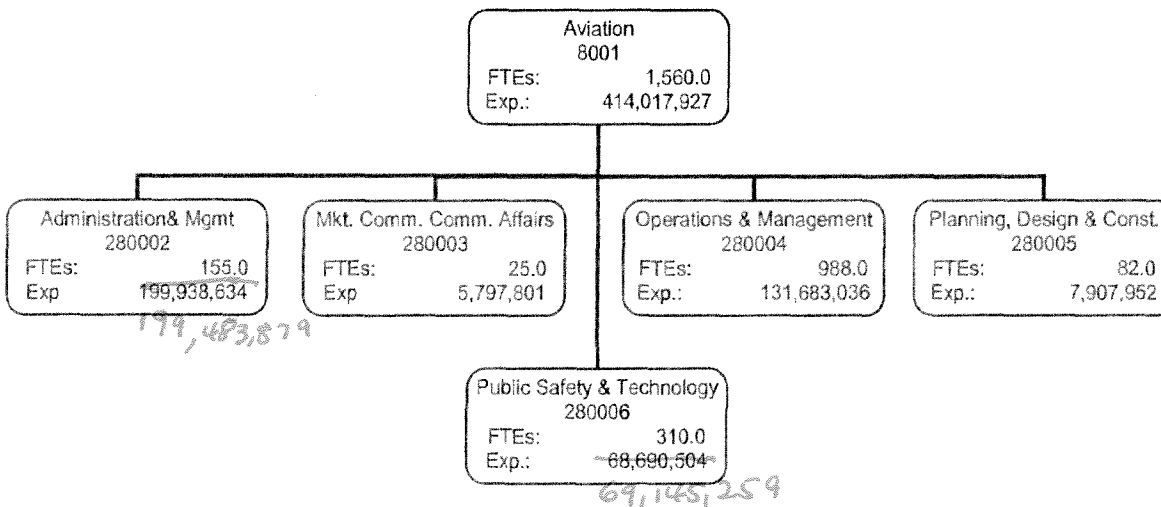 Aviation
8001
FTEs: 1,560.0
Exp.: 414,017,927
Administration& Mgmt
280002
FTEs: 155.0
Exp 199,938,634
199,483,879
Mkt. Comm. Comm. Affairs
280003
FTEs: 25.0
Exp 5,797,801
Operations & Management
280004
FTEs: 988.0
Exp.: 131,683,036
Planning, Design & Const.
280005
FTEs: 82.0
Exp.: 7,907,952
Public Safety & Technology
280006
FTEs: 310.0
Exp.: 68,690,504
69,145,259